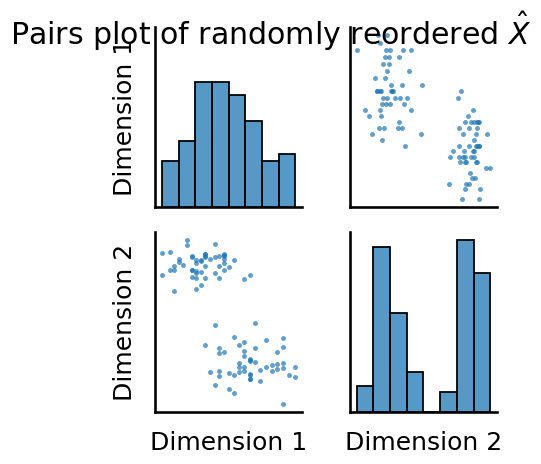 Pairs plot of randomly reordered X̂
Dimension 1
Dimension 2
Dimension 1
Dimension 2